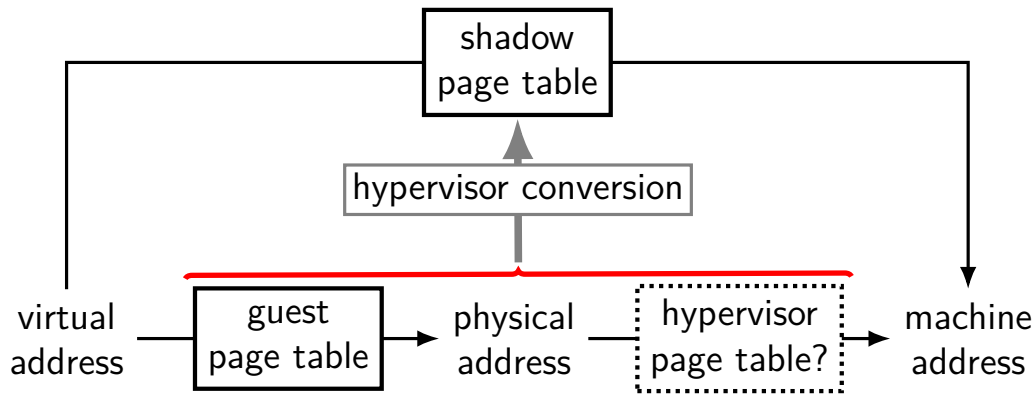 shadow
page table
hypervisor conversion
virtual
address
guest
page table
physical
address
hypervisor
page table?
machine
address